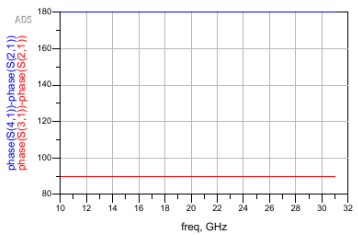 ADS
phase(S(4,1))-phase(S(2,1))
phase(S(3,1))-phase(S(2,1))
180
160
140
120
100
80
10 12 14 16 18 20 22 24 26 28 30 32
freq, GHz